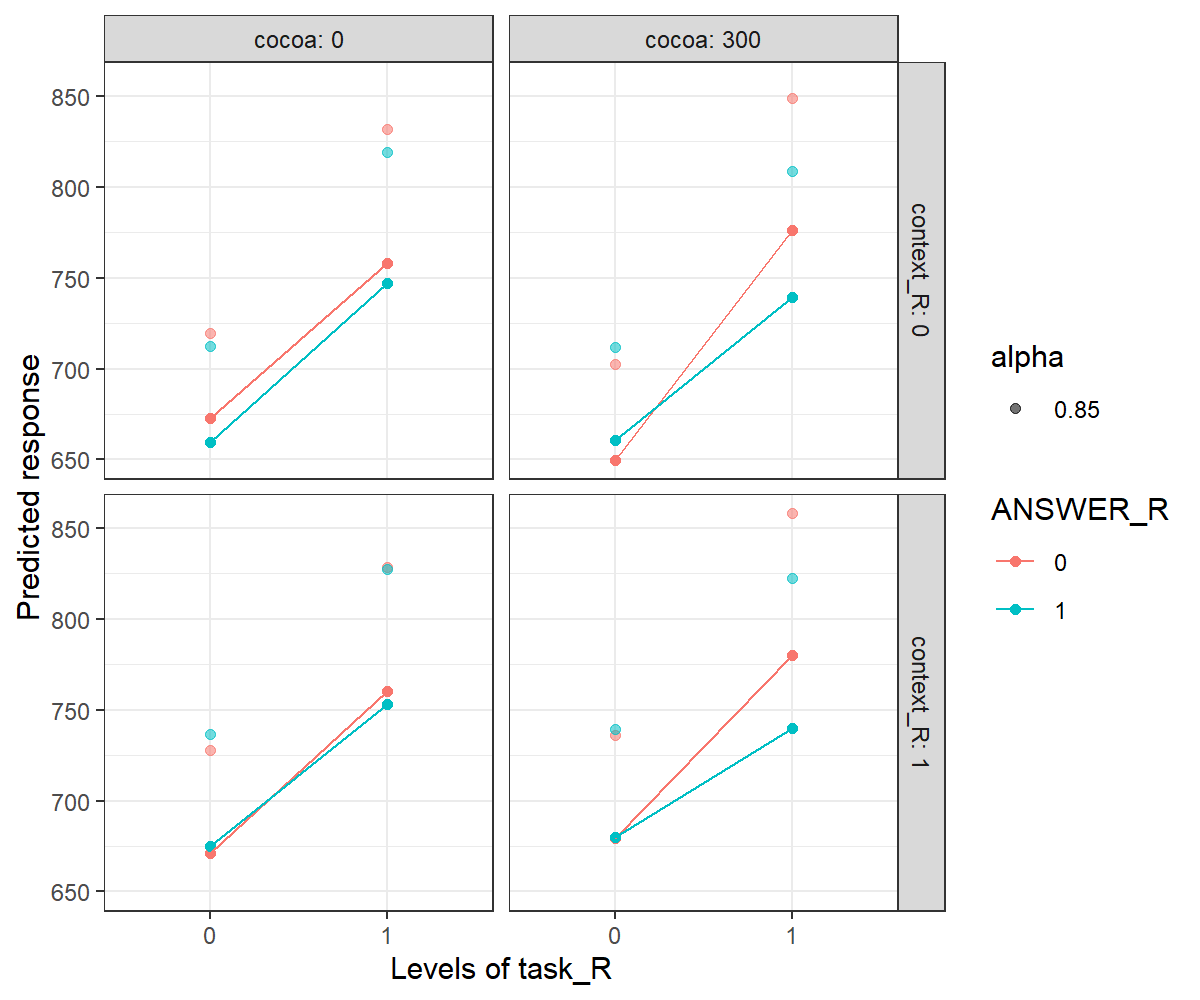 cocoa: 0
cocoa: 300
850
800
750
700
650
context_R: 0
850
800
750
700
650
context_R: 1
0
1
0
1
Levels of task_R
Predicted response
alpha
0.85
ANSWER_R
0
1